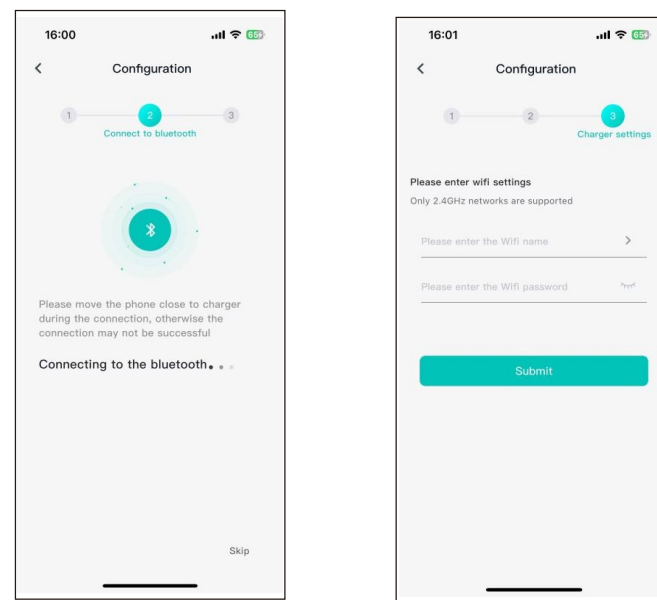 16:00
65
Configuration
1
2
3
Connect to bluetooth
Please move the phone close to charger
during the connection, otherwise the
connection may not be successful
Connecting to the bluetooth
Skip
16:01
65
Configuration
1
2
3
Charger settings
Please enter wifi settings
Only 2.4GHz networks are supported
Please enter the Wifi name
Please enter the Wifi password
Submit